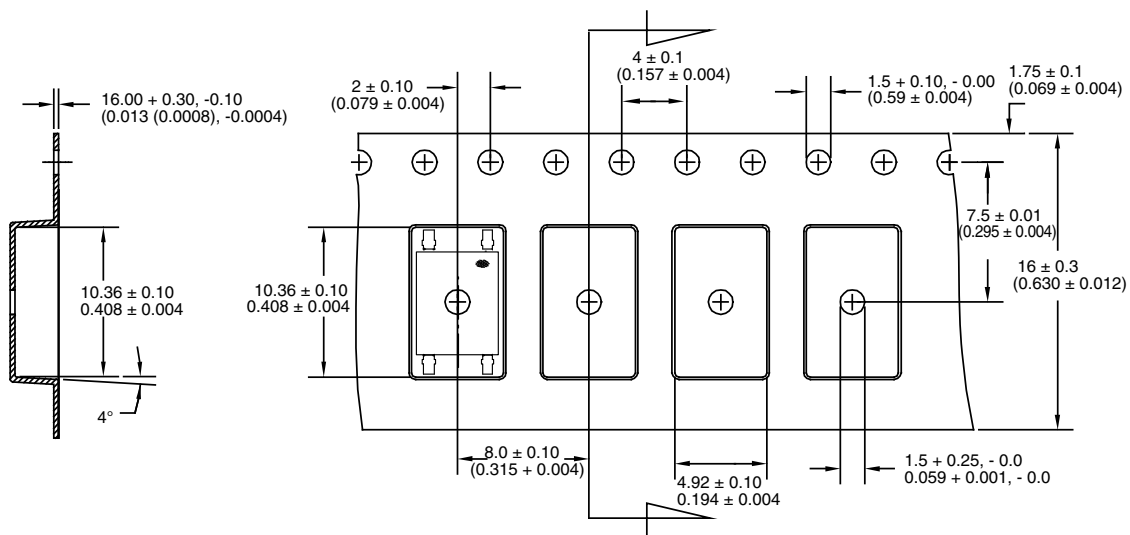 16.00 + 0.30, -0.10
(0.013 (0.0008), -0.0004)
2 ± 0.10
(0.079 ± 0.004)
4 ± 0.1
(0.157 ± 0.004)
1.5 + 0.10, - 0.00
(0.59 ± 0.004)
1.75 ± 0.1
(0.069 ± 0.004)
7.5 ± 0.01
(0.295 ± 0.004)
16 ± 0.3
(0.630 ± 0.012)
10.36 ± 0.10
0.408 ± 0.004
10.36 ± 0.10
0.408 ± 0.004
4°
8.0 ± 0.10
(0.315 + 0.004)
4.92 ± 0.10
0.194 ± 0.004
1.5 + 0.25, - 0.0
0.059 + 0.001, - 0.0